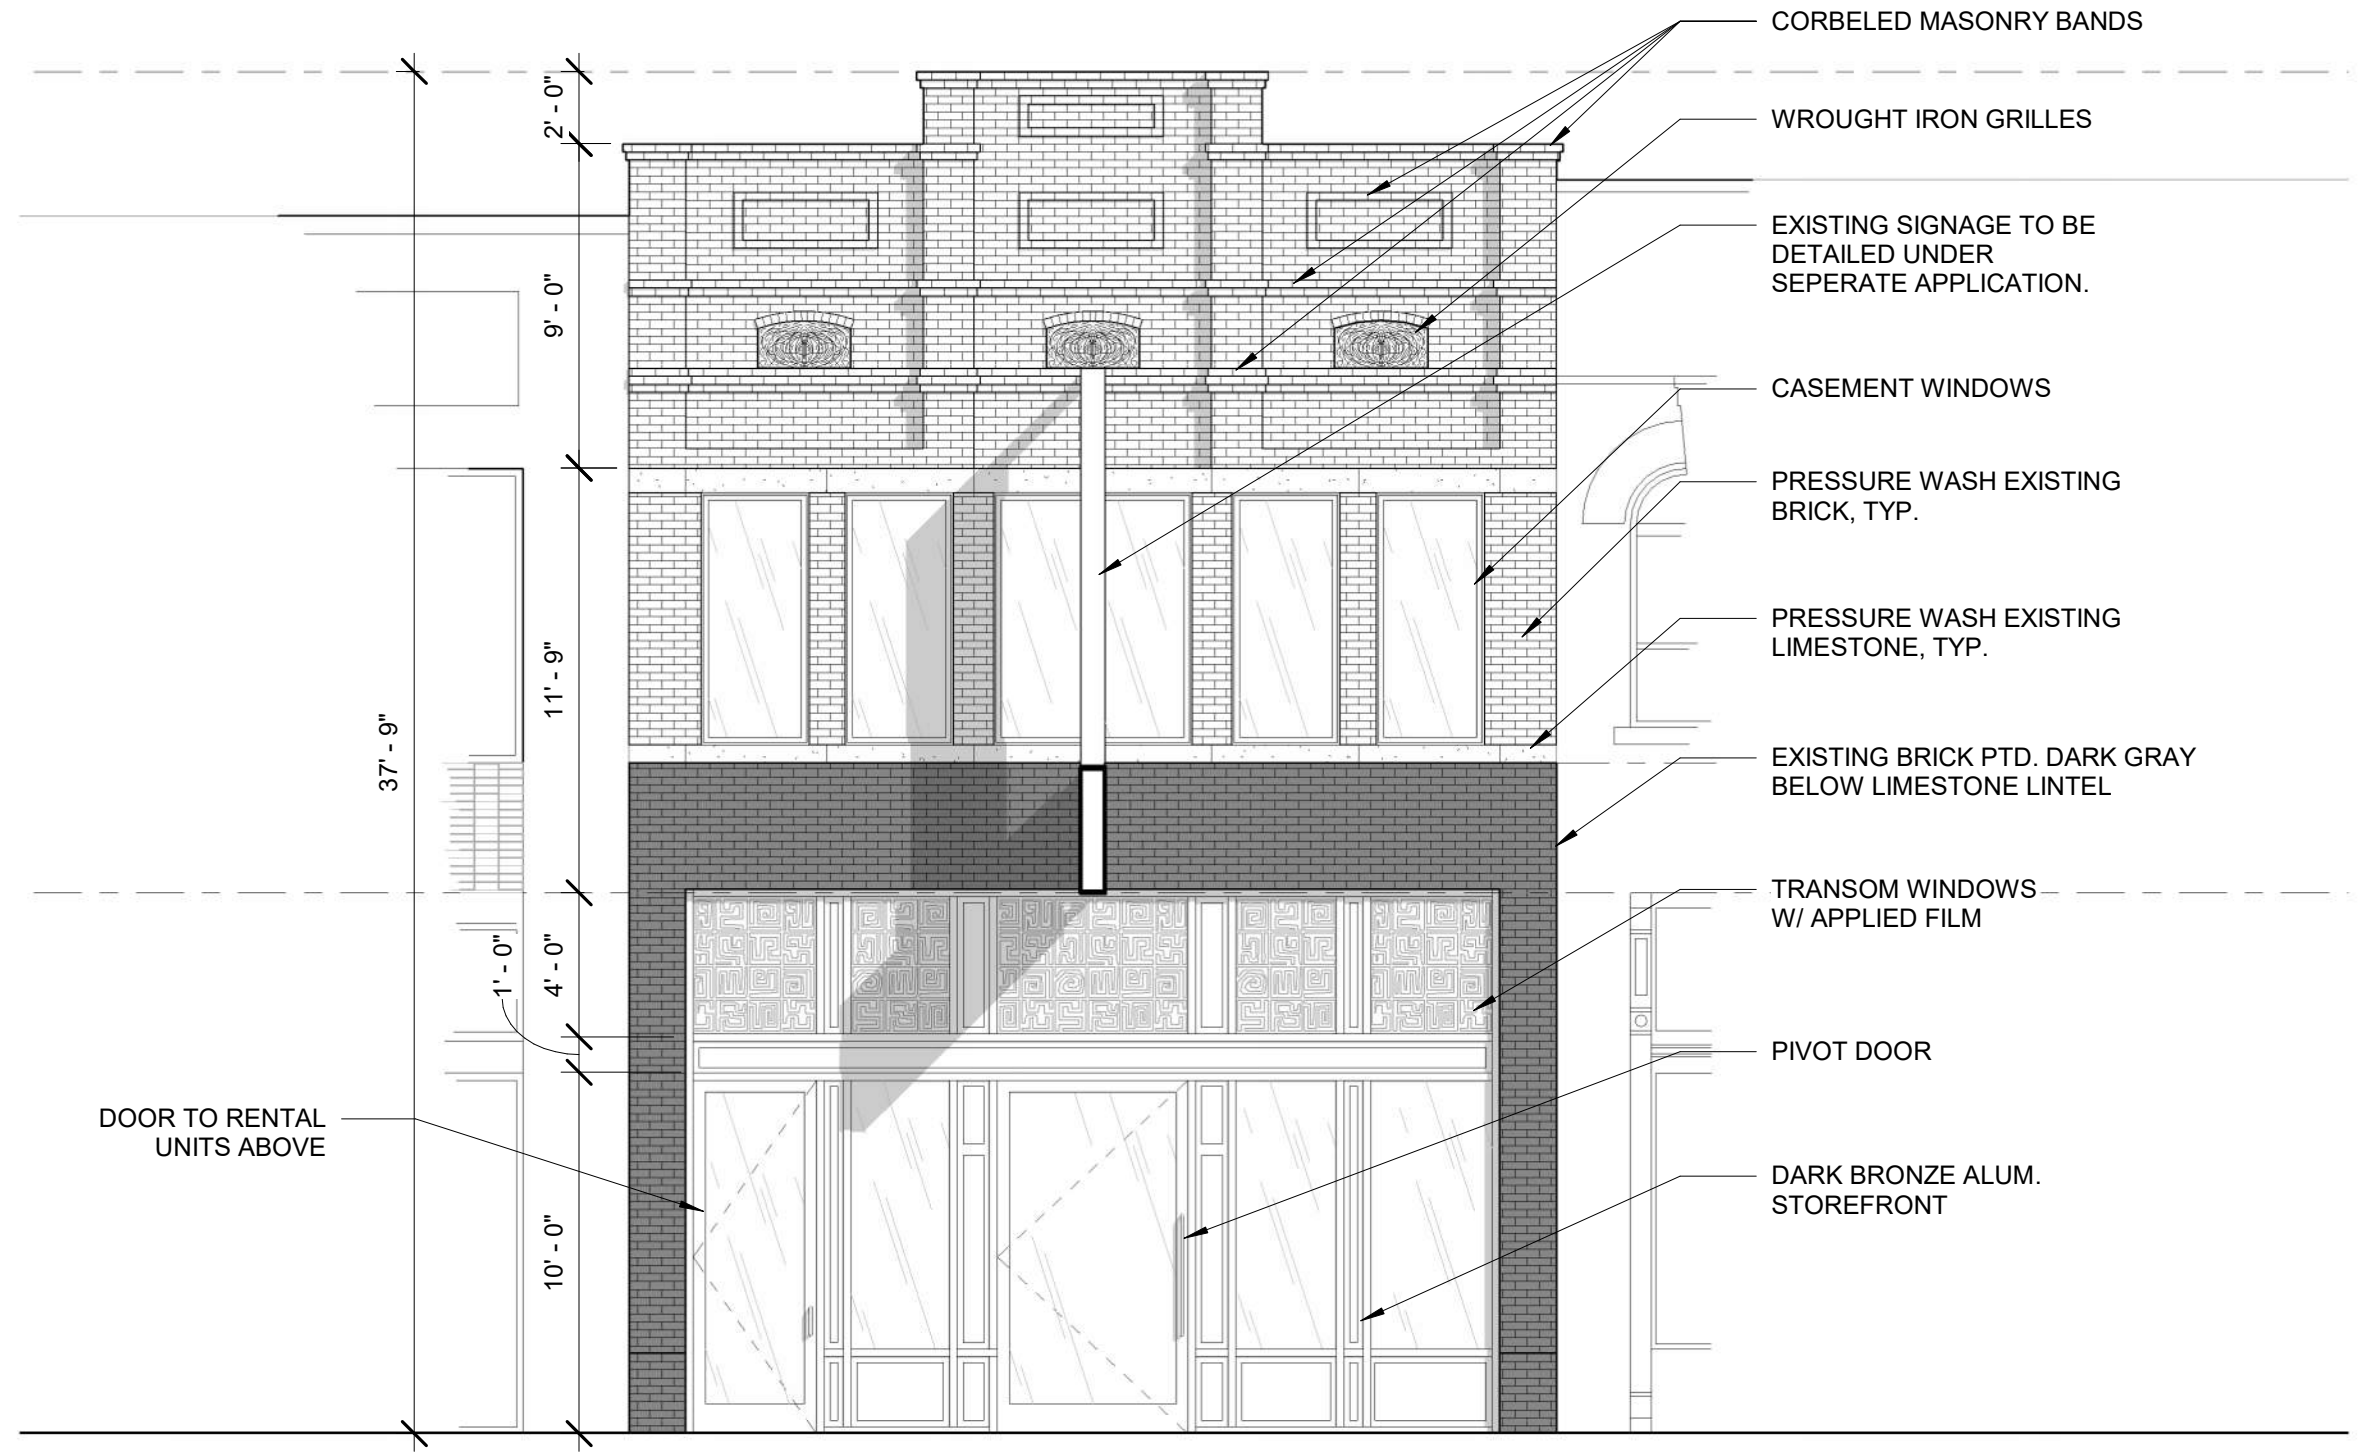 CORBELED MASONRY BANDS
WROUGHT IRON GRILLES
EXISTING SIGNAGE TO BE
DETAILED UNDER
SEPERATE APPLICATION.
CASEMENT WINDOWS
PRESSURE WASH EXISTING
BRICK, TYP.
PRESSURE WASH EXISTING
LIMESTONE, TYP.
EXISTING BRICK PTD. DARK GRAY
BELOW LIMESTONE LINTEL
TRANSOM WINDOWS
W/ APPLIED FILM
PIVOT DOOR
DARK BRONZE ALUM.
STOREFRONT
DOOR TO RENTAL
UNITS ABOVE
37' - 9"
2' - 0"
9' - 0"
11' - 9"
4' - 0"
1' - 0"
10' - 0"